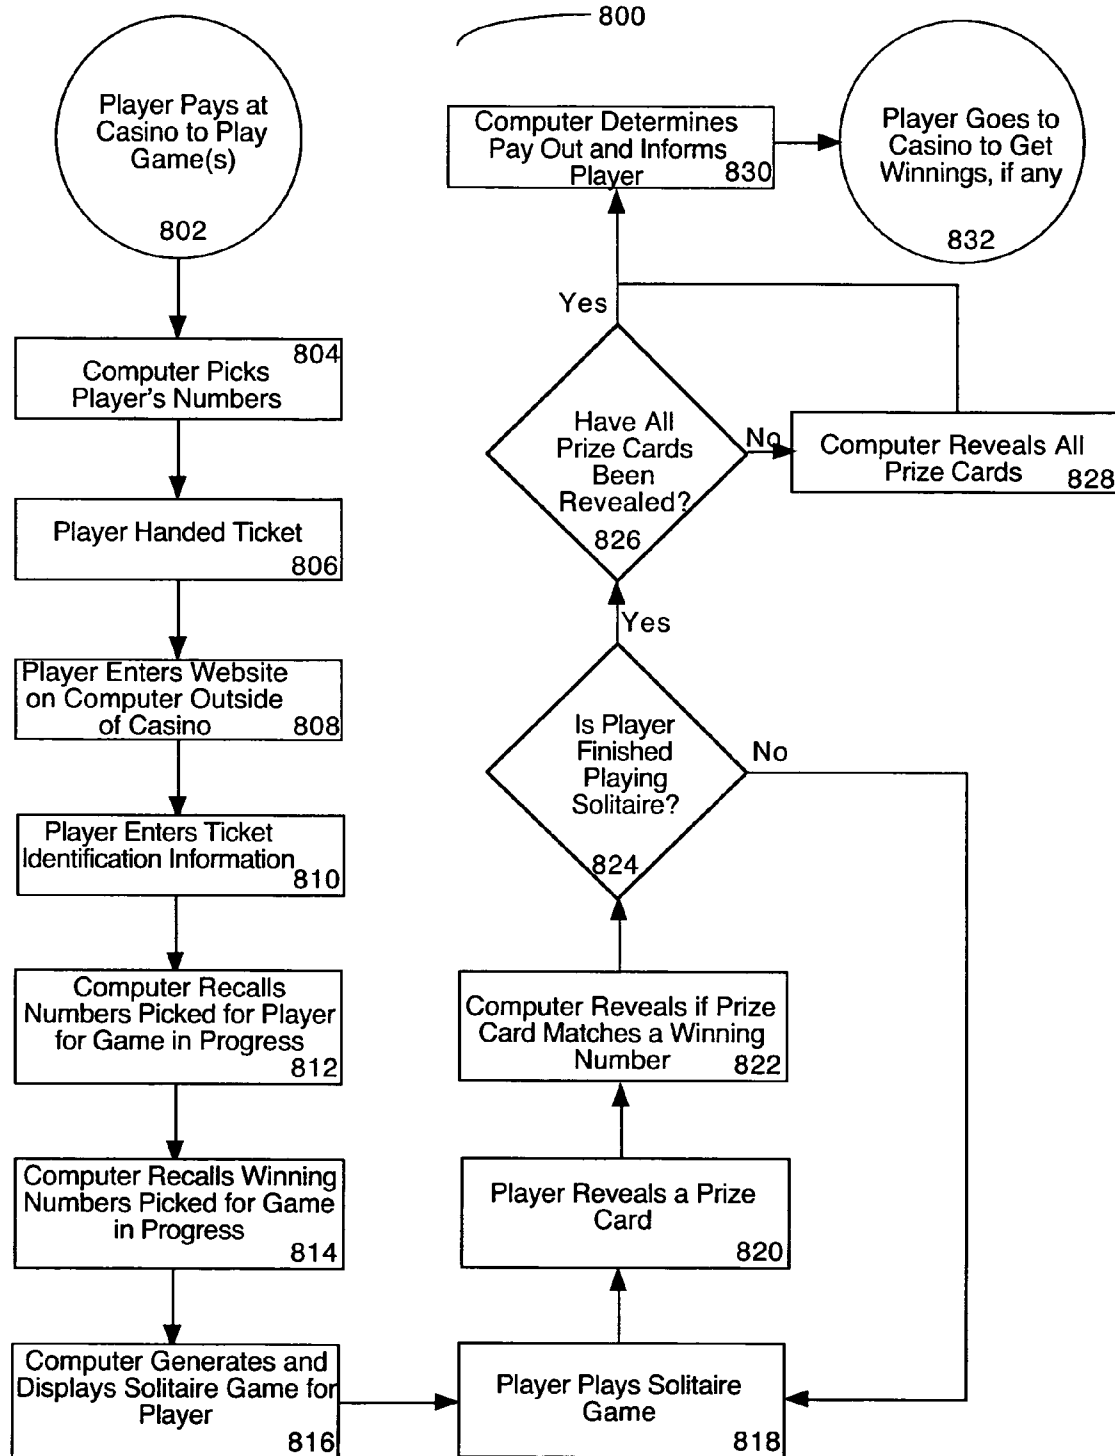 800
Player Pays at
Casino to Play
Game(s)
802
804
Computer Picks
Player's Numbers
Player Handed Ticket
806
Player Enters Website
on Computer Outside
of Casino
808
Player Enters Ticket
Identification Information
810
Computer Recalls
Numbers Picked for Player
for Game in Progress
812
Computer Recalls Winning
Numbers Picked for Game
in Progress
814
Computer Generates and
Displays Solitaire Game for
Player
816
Player Plays Solitaire
Game
818
Player Reveals a Prize
Card
820
Computer Reveals if Prize
Card Matches a Winning
Number
822
Is Player
Finished
Playing
Solitaire?
824
No
Yes
Have All
Prize Cards
Been
Revealed?
826
No
Computer Reveals All
Prize Cards
828
Yes
Computer Determines
Pay Out and Informs
Player
830
Player Goes to
Casino to Get
Winnings, if any
832